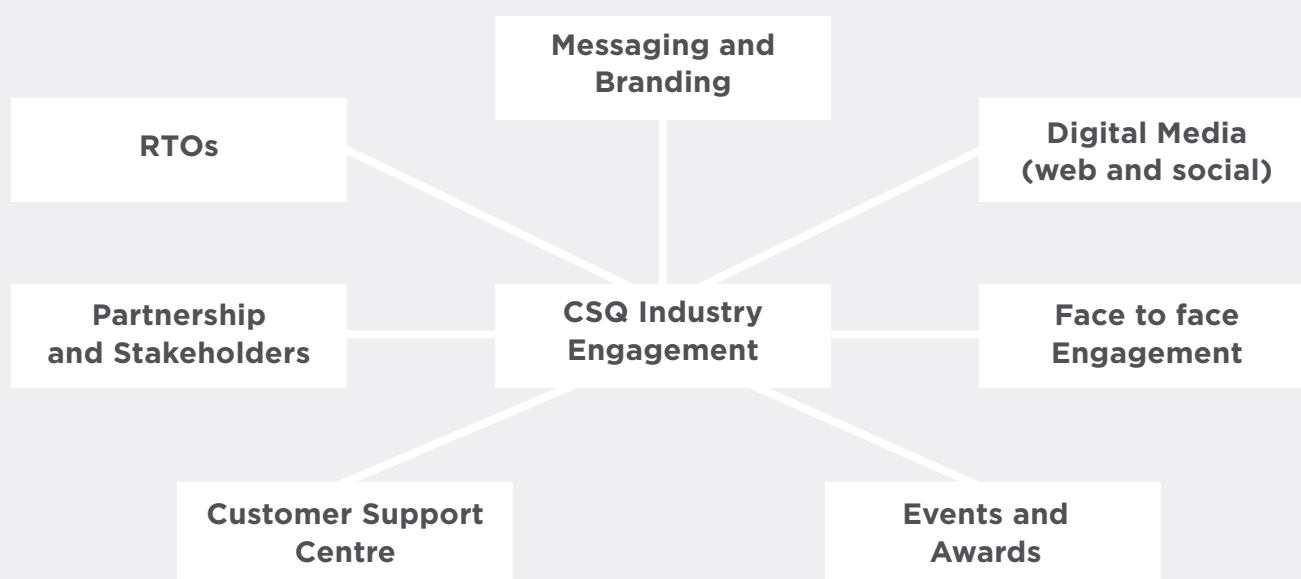 Messaging and
Branding
RTOs
Digital Media
(web and social)
Partnership
and Stakeholders
CSQ Industry
Engagement
Face to face
Engagement
Customer Support
Centre
Events and
Awards